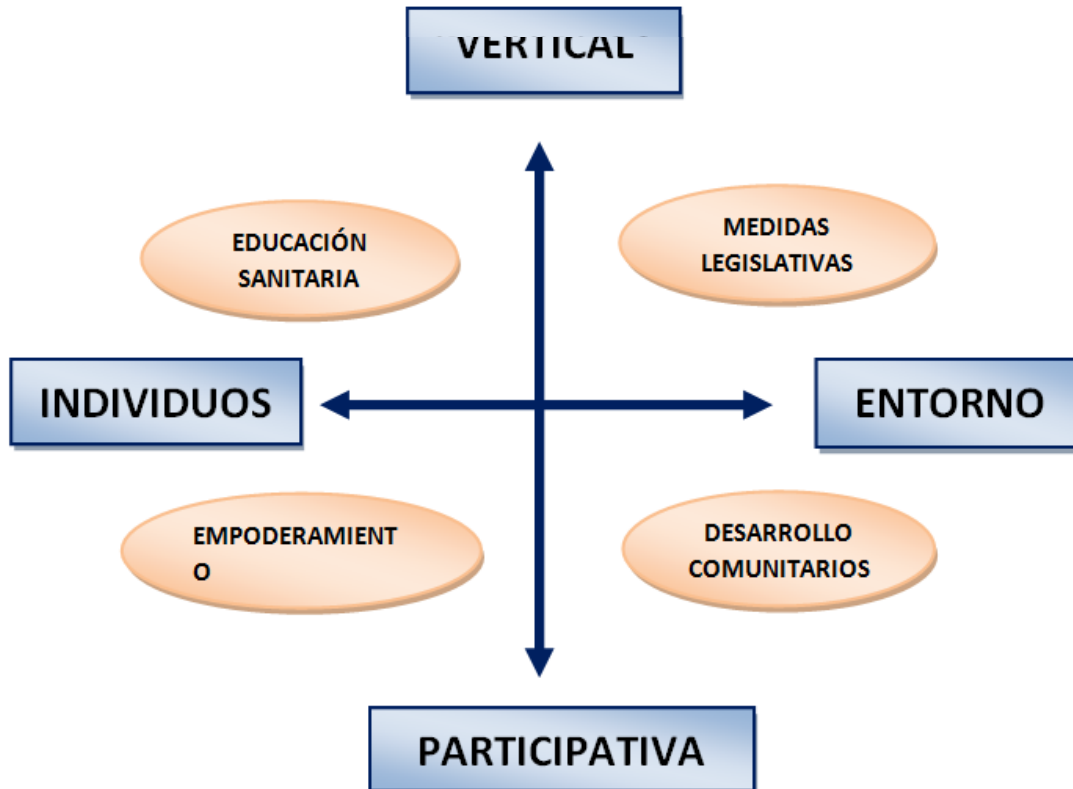 VERTICAL
EDUCACIÓN
SANITARIA
MEDIDAS
LEGISLATIVAS
INDIVIDUOS
ENTORNO
EMPODERAMIENT
O
DESARROLLO
COMUNITARIOS
PARTICIPATIVA